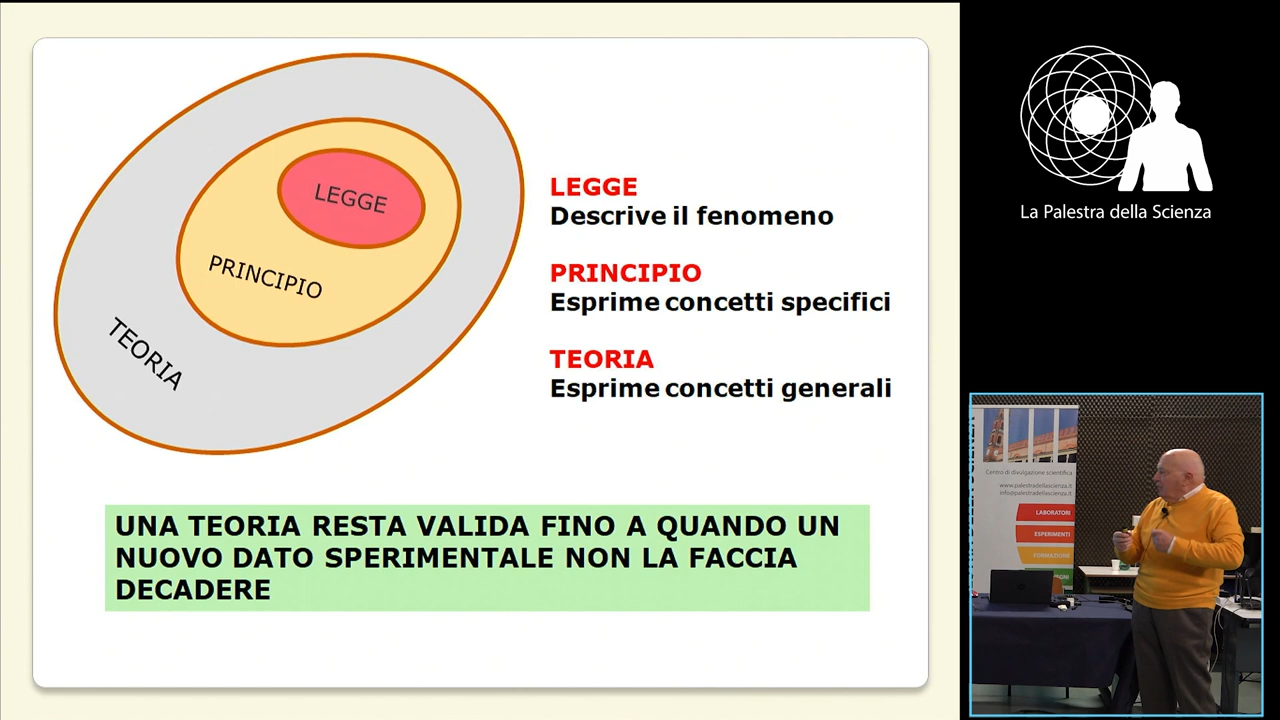 LEGGE
PRINCIPIO
TEORIA
LEGGE
Descrive il fenomeno
PRINCIPIO
Esprime concetti specifici
TEORIA
Esprime concetti generali
UNA TEORIA RESTA VALIDA FINO A QUANDO UN
NUOVO DATO SPERIMENTALE NON LA FACCIA
DECADERE
La Palestra della Scienza
Centro di divulgazione scientifica
www.palestradellascienza.it
info@palestradellascienza.it
LABORATORI
ESPERIMENTI
FORMAZIONE